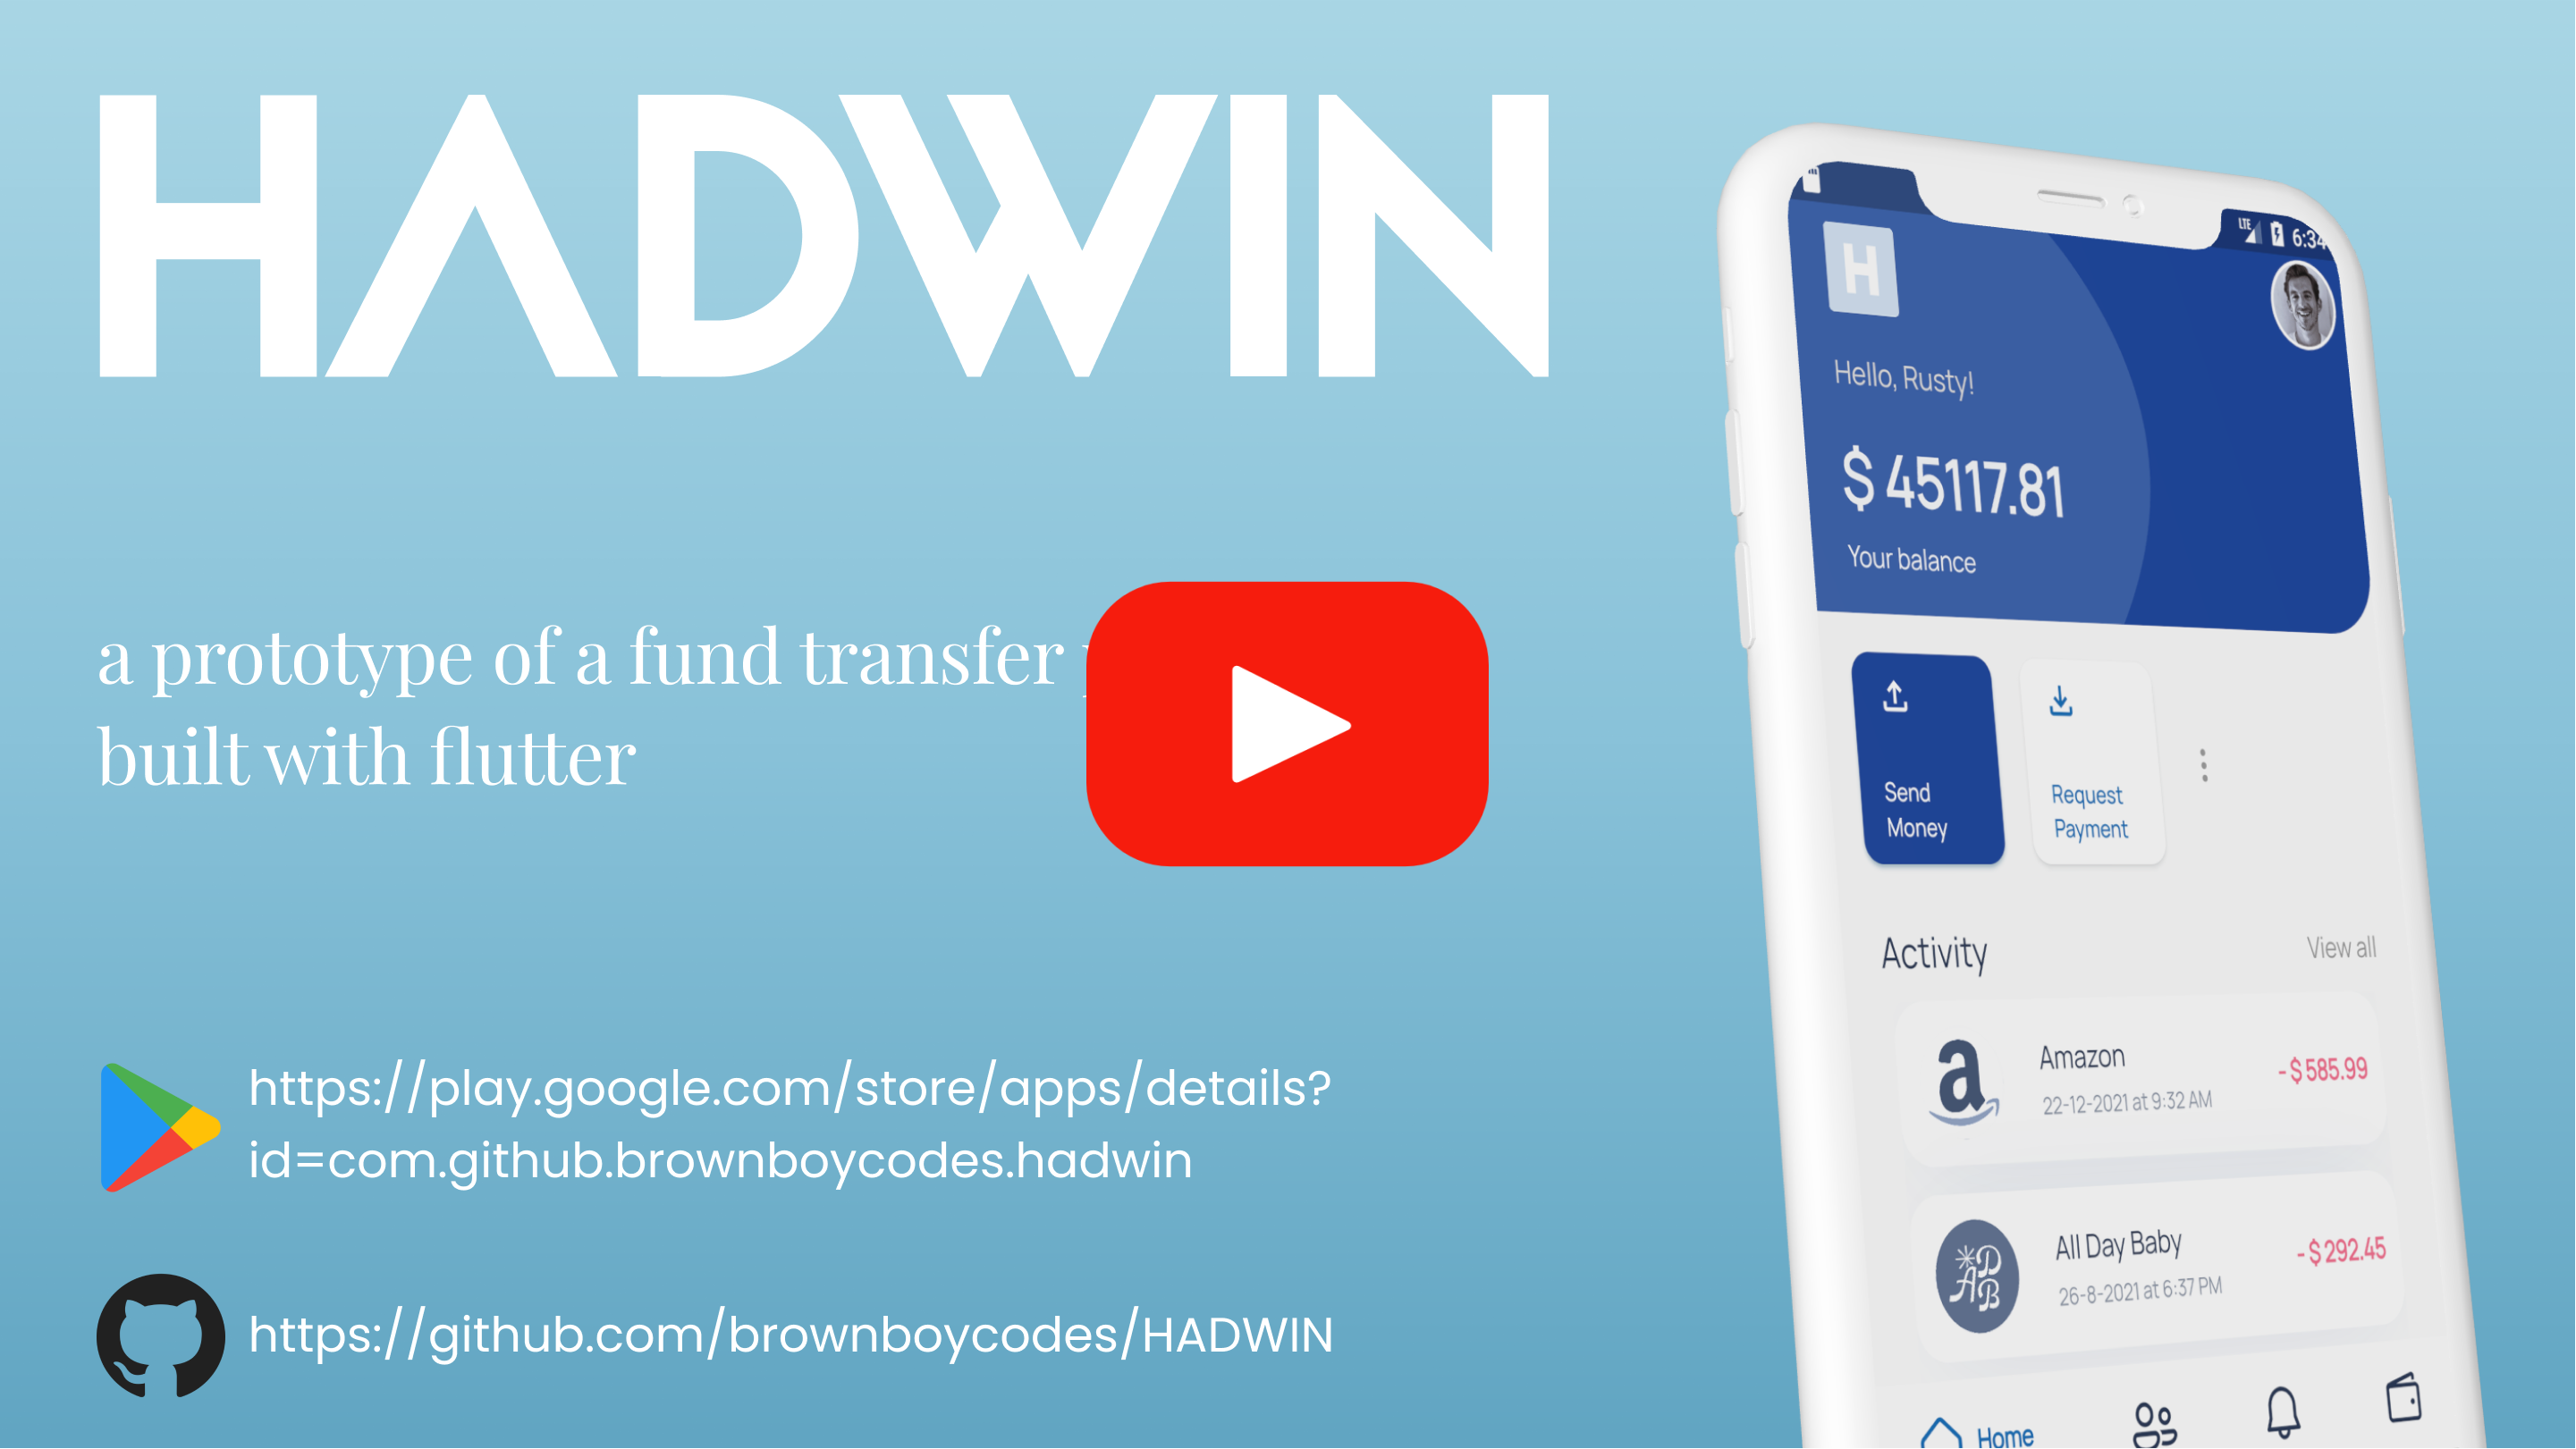 HADWIN
a prototype of a fund transfer
built with flutter
https://play.google.com/store/apps/details?
id=com.github.brownboycodes.hadwin
https://github.com/brownboycodes/HADWIN
LTE 6:34
H
Hello, Rusty!
$ 45117.81
Your balance
Send
Money
Request
Payment
Activity
View all
a
Amazon
- $ 585.99
22-12-2021 at 9:32 AM
ADB
All Day Baby
- $ 292.45
26-8-2021 at 6:37 PM
Home